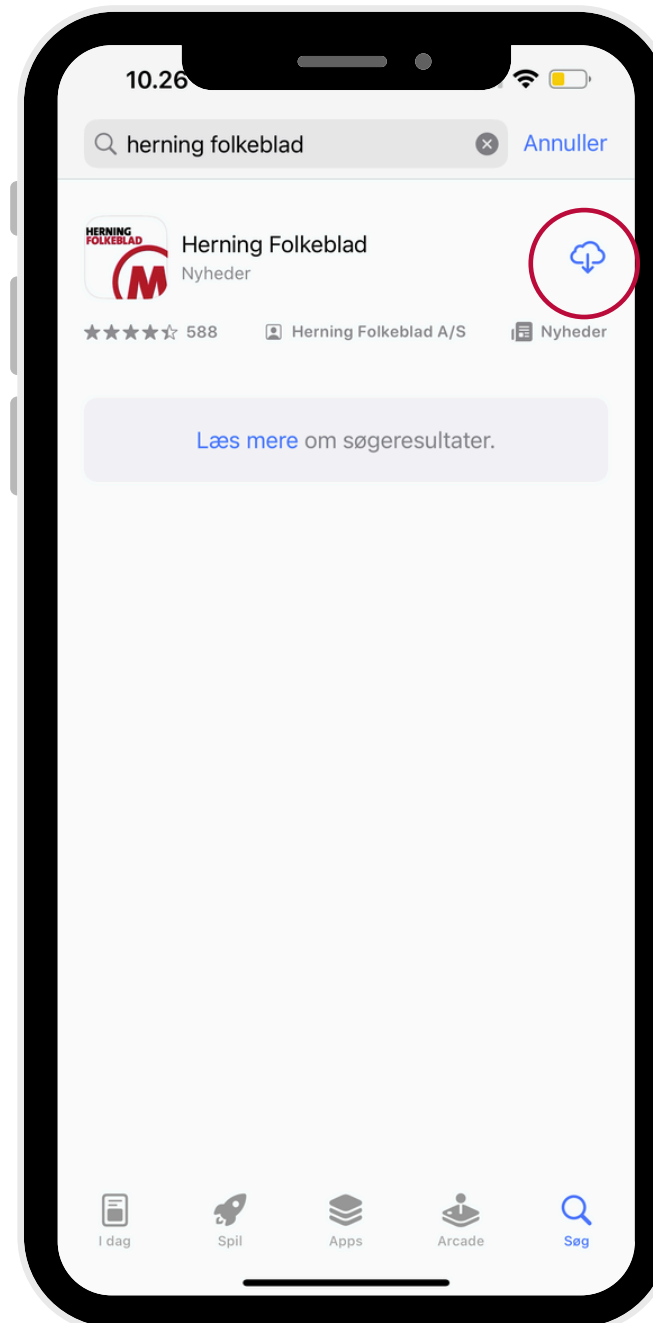 10.26
herning folkeblad
Annuller
HERNING
FOLKEBLAD
M
Herning Folkeblad
Nyheder
588
Herning Folkeblad A/S
Nyheder
Læs mere om søgeresultater.
I dag
Spil
Apps
Arcade
Søg